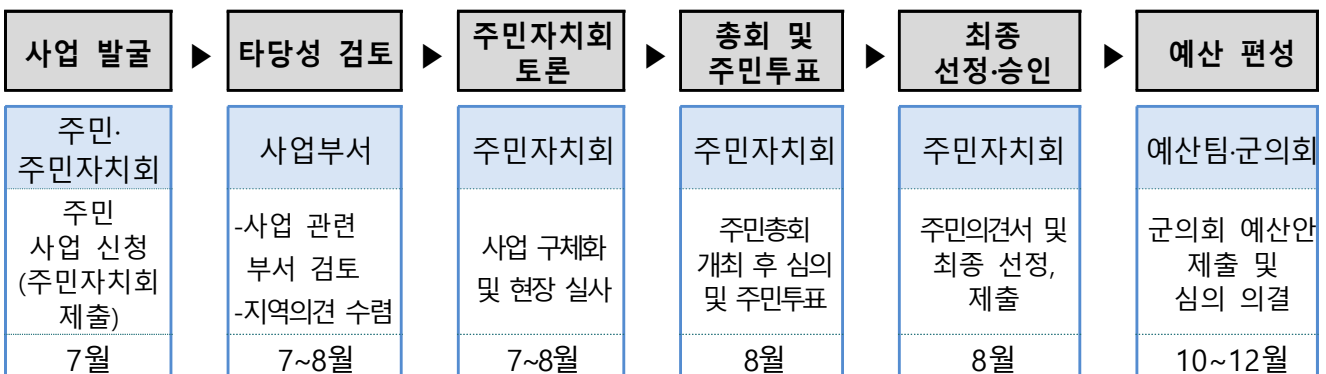 사업 발굴
▶
타당성 검토
▶
주민자치회
토론
▶
총회 및
주민투표
▶
최종
선정·승인
▶
예산 편성
주민·
주민자치회
사업부서
주민자치회
주민자치회
주민자치회
예산팀·군의회
주민
사업 신청
(주민자치회
제출)
-사업 관련
부서 검토
-지역의견 수렴
사업 구체화
및 현장 실사
주민총회
개최 후 심의
및 주민투표
주민의견서 및
최종 선정,
제출
군의회 예산안
제출 및
심의 의결
7월
7~8월
7~8월
8월
8월
10~12월